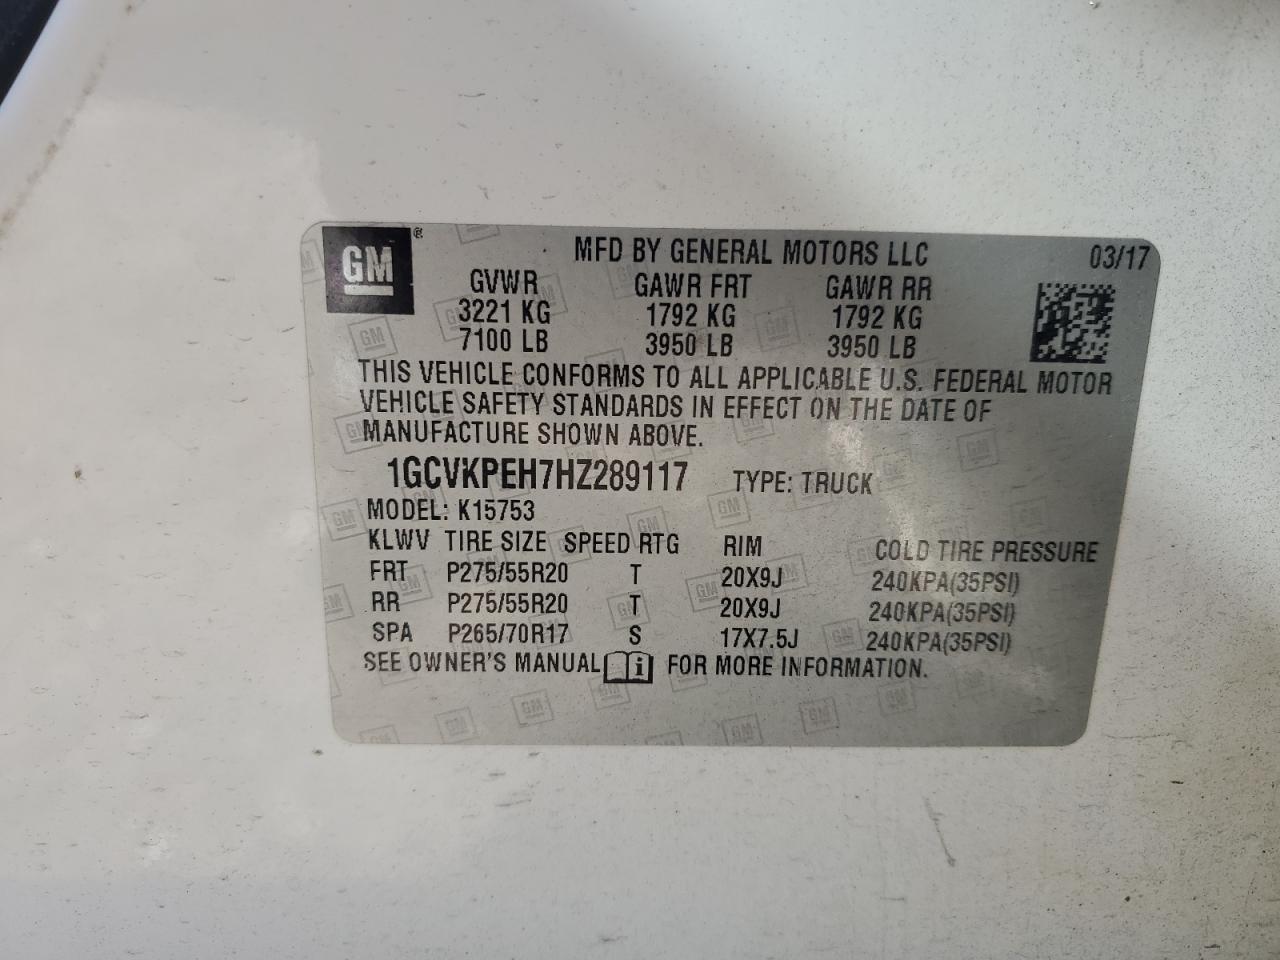 GM®
MFD BY GENERAL MOTORS LLC 03/17
GVWR GAWR FRT GAWR RR
3221 KG 1792 KG 1792 KG
7100 LB 3950 LB 3950 LB
THIS VEHICLE CONFORMS TO ALL APPLICABLE U.S. FEDERAL MOTOR
VEHICLE SAFETY STANDARDS IN EFFECT ON THE DATE OF
MANUFACTURE SHOWN ABOVE.
1GCVKPEH7HZ289117 TYPE: TRUCK
MODEL: K15753
KLWV TIRE SIZE SPEED RTG RIM COLD TIRE PRESSURE
FRT P275/55R20 T 20X9J 240KPA(35PSI)
RR P275/55R20 T 20X9J 240KPA(35PSI)
SPA P265/70R17 S 17X7.5J 240KPA(35PSI)
SEE OWNER'S MANUAL i FOR MORE INFORMATION.